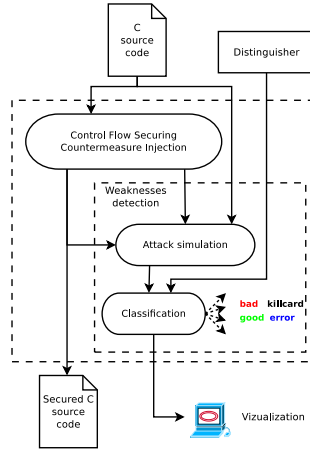 C
source
code
Distinguisher
Control Flow Securing
Countermeasure Injection
Weaknesses
detection
Attack simulation
Classification
bad killcard
good error
Secured C
source
code
Vizualization